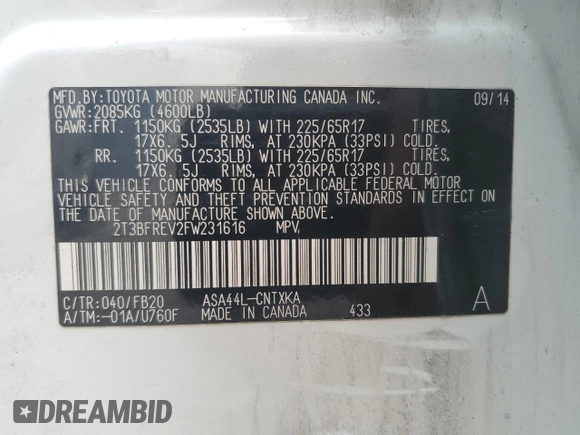 MFD.BY:TOYOTA MOTOR MANUFACTURING CANADA INC. 09/14
GVWR:2085KG (4600LB)
GAWR:FRT. 1150KG (2535LB) WITH 225/65R17 TIRES,
17X6. 5J RIMS, AT 230KPA (33PSI) COLD.
RR. 1150KG (2535LB) WITH 225/65R17 TIRES,
17X6. 5J RIMS, AT 230KPA (33PSI) COLD.
THIS VEHICLE CONFORMS TO ALL APPLICABLE FEDERAL MOTOR
VEHICLE SAFETY AND THEFT PREVENTION STANDARDS IN EFFECT ON
THE DATE OF MANUFACTURE SHOWN ABOVE.
2T3BFREV2FW231616 MPV,
C/TR:040/FB20 ASA44L-CNTXKA A
A/TM:-01A/U760F MADE IN CANADA 433
DREAMBID